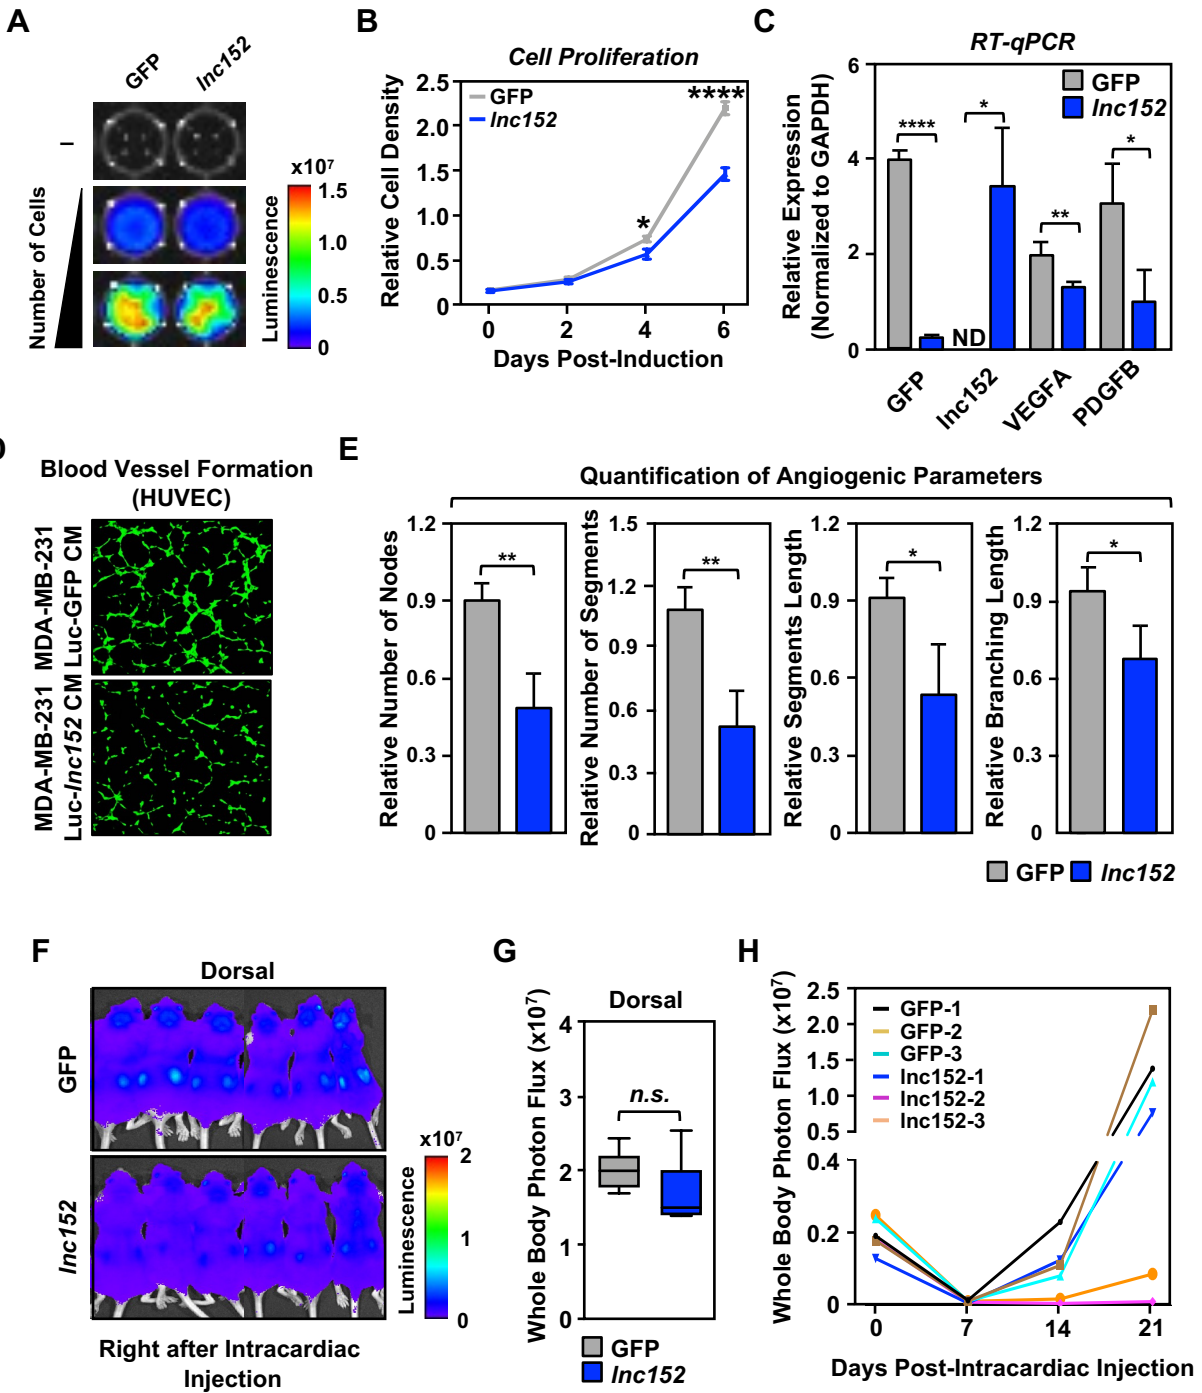 A
GFP
lnc152
–
Number of Cells
x10⁷
1.5
1.0
0.5
0
Luminescence
B
Cell Proliferation
GFP
lnc152
****
*
2.5
2.0
1.5
1.0
0.5
0
Relative Cell Density
0 2 4 6
Days Post-Induction
C
RT-qPCR
GFP
lnc152
6
4
2
0
Relative Expression
(Normalized to GAPDH)
****
*
**
*
ND
GFP
lnc152
VEGFA
PDGFB
Blood Vessel Formation
(HUVEC)
MDA-MB-231
Luc-GFP CM
MDA-MB-231
Luc-lnc152 CM
E
Quantification of Angiogenic Parameters
Relative Number of Nodes
1.2
0.9
0.6
0.3
0
**
Relative Number of Segments
1.5
1.2
0.9
0.6
0.3
0
**
Relative Segments Length
1.2
0.9
0.6
0.3
0
*
Relative Branching Length
1.2
0.9
0.6
0.3
0
*
GFP lnc152
F
Dorsal
GFP
lnc152
x10⁷
2
1
0
Luminescence
Right after Intracardiac
Injection
G
Dorsal
Whole Body Photon Flux (x10⁷)
4
3
2
1
0
n.s.
GFP
lnc152
H
Whole Body Photon Flux (x10⁷)
2.5
2.0
1.5
1.0
0.5
0.4
0.2
0
GFP-1
GFP-2
GFP-3
lnc152-1
lnc152-2
lnc152-3
0 7 14 21
Days Post-Intracardiac Injection